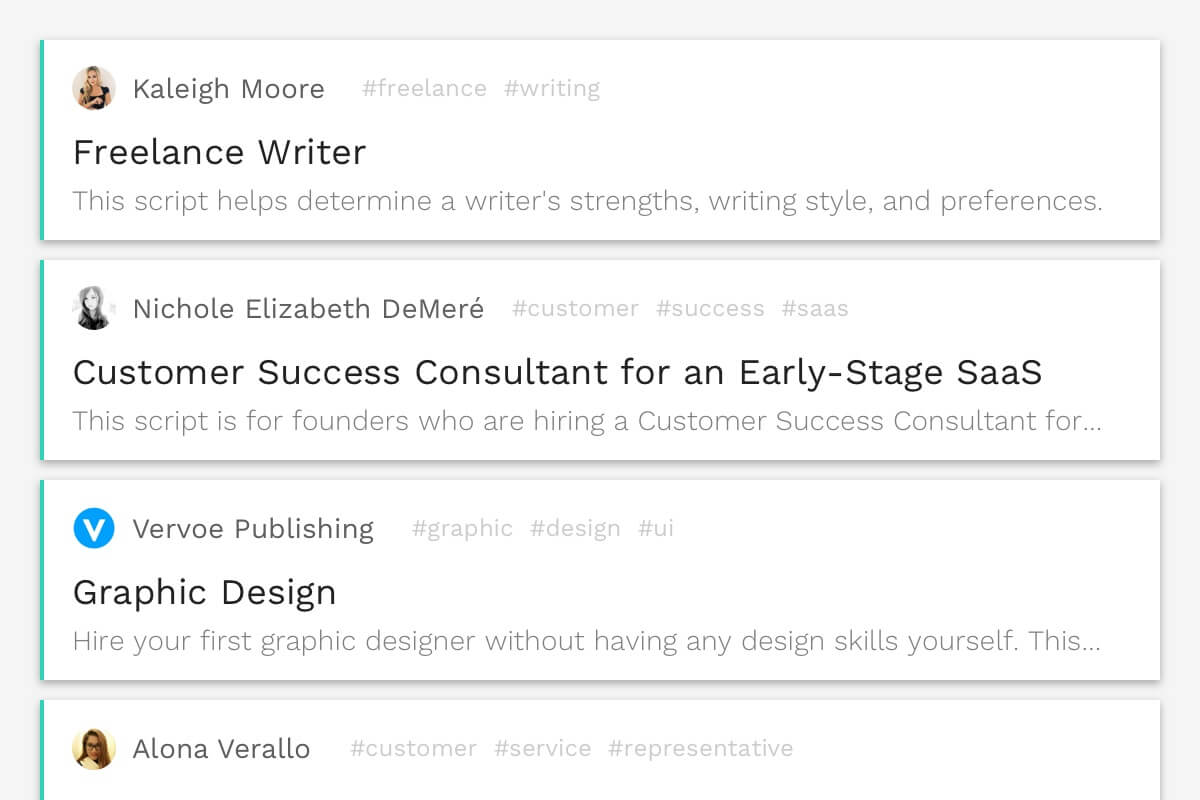 Kaleigh Moore #freelance #writing
Freelance Writer
This script helps determine a writer's strengths, writing style, and preferences.
Nichole Elizabeth DeMeré #customer #success #saas
Customer Success Consultant for an Early-Stage SaaS
This script is for founders who are hiring a Customer Success Consultant for...
V Vervoe Publishing #graphic #design #ui
Graphic Design
Hire your first graphic designer without having any design skills yourself. This...
Alona Verallo #customer #service #representative